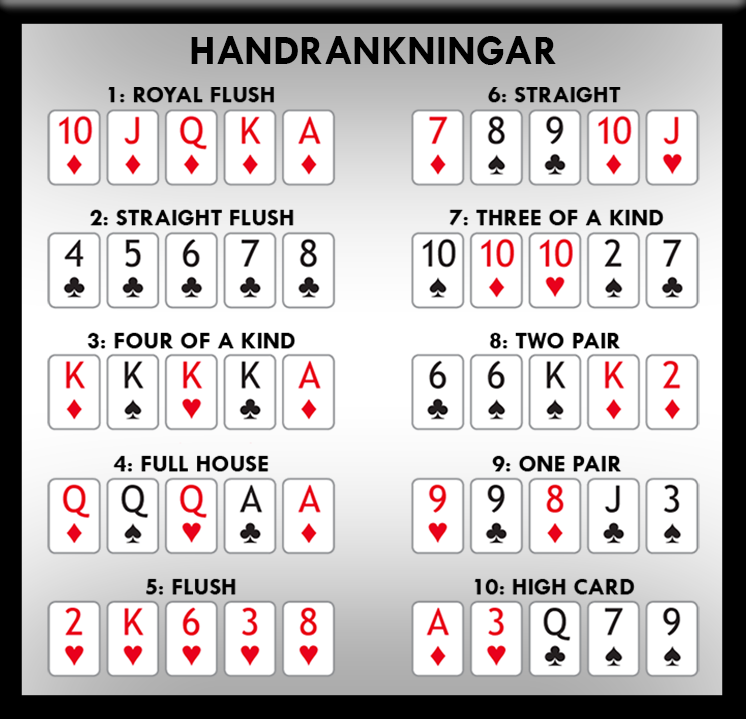 HANDRANKNINGAR
1: ROYAL FLUSH
10 J Q K A
2: STRAIGHT FLUSH
4 5 6 7 8
3: FOUR OF A KIND
K K K K A
4: FULL HOUSE
Q Q Q A A
5: FLUSH
2 K 6 3 8
6: STRAIGHT
7 8 9 10 J
7: THREE OF A KIND
10 10 10 2 7
8: TWO PAIR
6 6 K K 2
9: ONE PAIR
9 9 8 J 3
10: HIGH CARD
A 3 Q 7 9